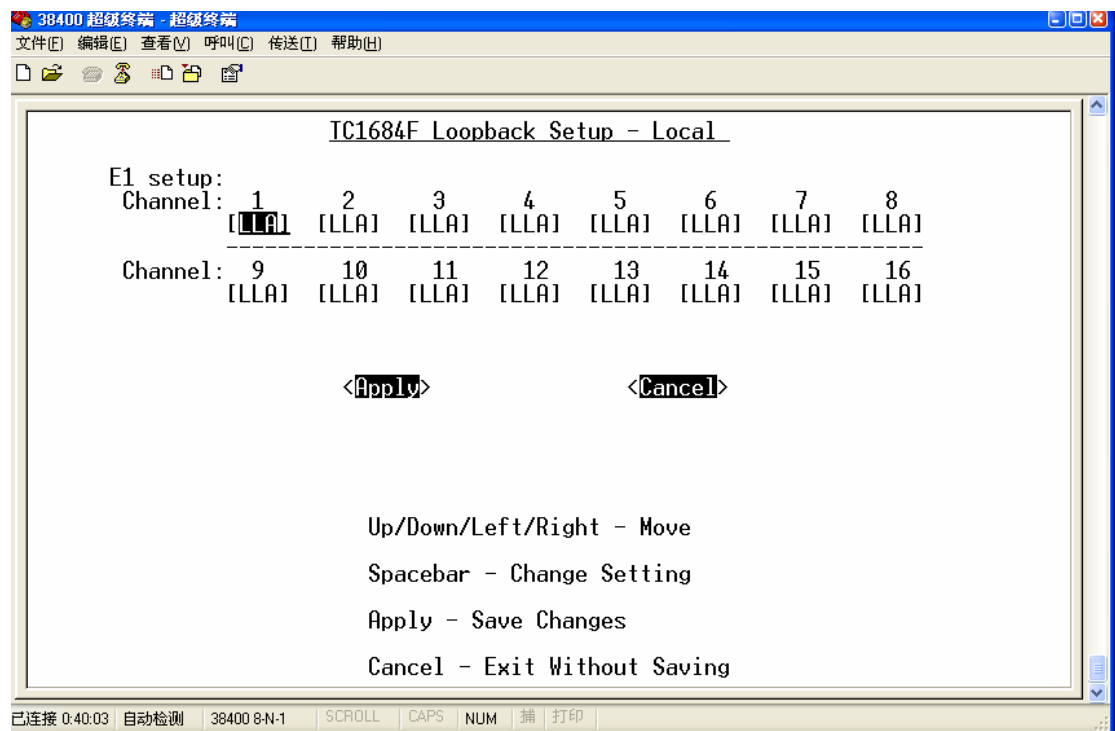 38400 超级终端 - 超级终端
文件(F) 编辑(E) 查看(V) 呼叫(C) 传送(T) 帮助(H)
TC1684F Loopback Setup - Local
E1 setup:
Channel: 1 2 3 4 5 6 7 8
[LLA] [LLA] [LLA] [LLA] [LLA] [LLA] [LLA] [LLA]
Channel: 9 10 11 12 13 14 15 16
[LLA] [LLA] [LLA] [LLA] [LLA] [LLA] [LLA] [LLA]
<Apply> <Cancel>
Up/Down/Left/Right - Move
Spacebar - Change Setting
Apply - Save Changes
Cancel - Exit Without Saving
已连接 0:40:03 自动检测 38400 8-N-1 SCROLL CAPS NUM 捕 打印